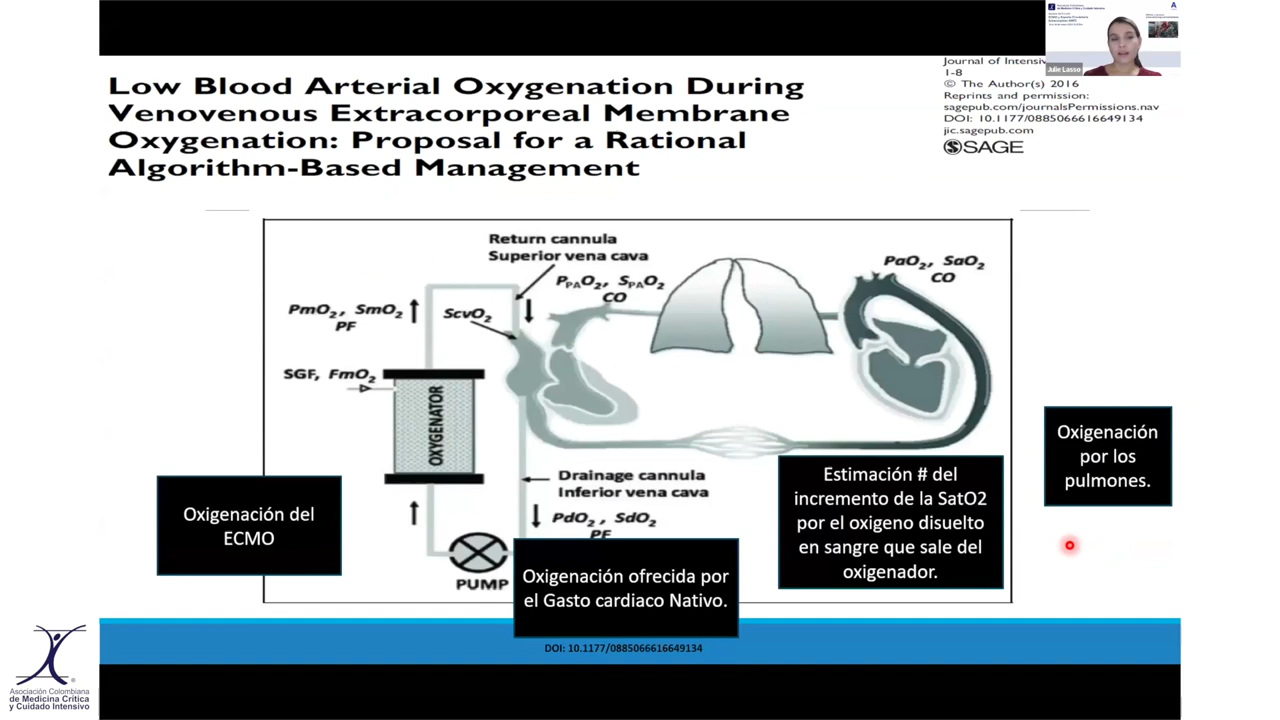 Low Blood Arterial Oxygenation During
Venovenous Extracorporeal Membrane
Oxygenation: Proposal for a Rational
Algorithm-Based Management
Journal of Intensiv
1-8
© The Author(s) 2016
Reprints and permission:
sagepub.com/journalsPermissions.nav
DOI: 10.1177/0885066616649134
jic.sagepub.com
SAGE
Julie Lasso
Return cannula
Superior vena cava
PmO2, SmO2
PF
ScvO2
PPAO2, SPAO2
CO
PaO2, SaO2
CO
SGF, FmO2
OXYGENATOR
Drainage cannula
Inferior vena cava
PdO2, SdO2
PF
PUMP
Oxigenación del
ECMO
Oxigenación ofrecida por
el Gasto cardiaco Nativo.
Estimación # del
incremento de la SatO2
por el oxigeno disuelto
en sangre que sale del
oxigenador.
Oxigenación
por los
pulmones.
DOI: 10.1177/0885066616649134
Asociación Colombiana
de Medicina Crítica
y Cuidado Intensivo